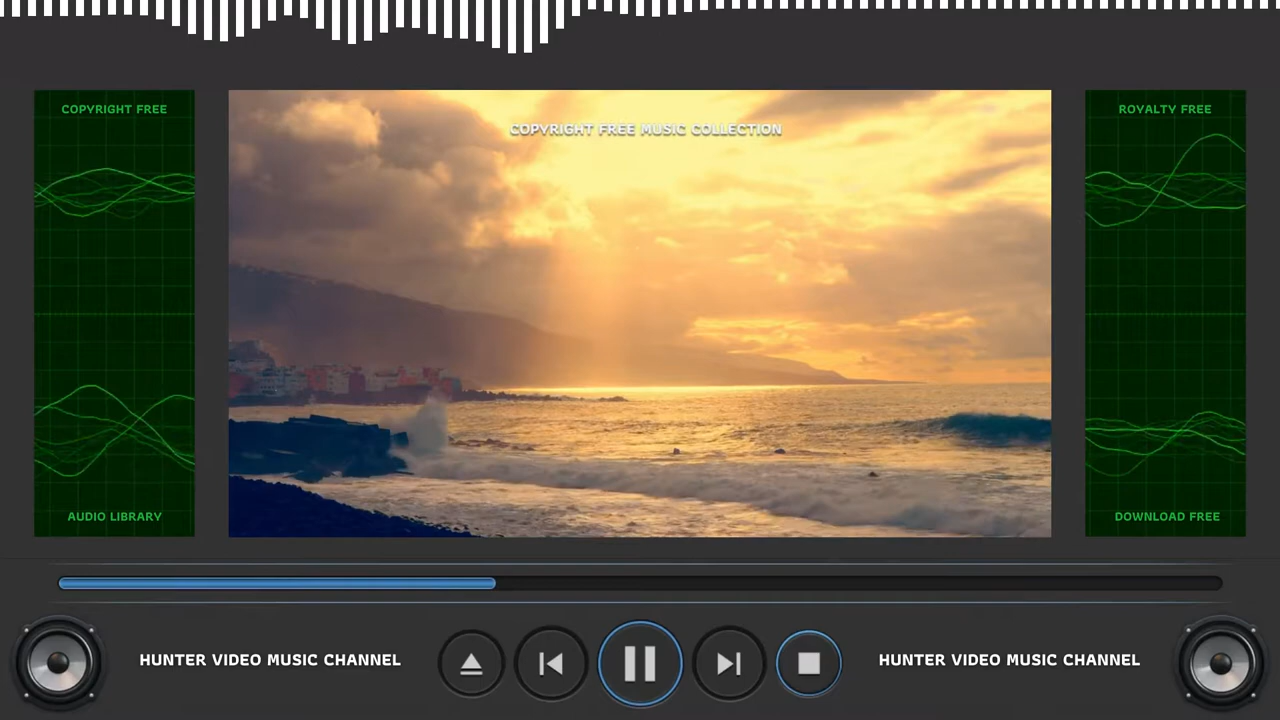 COPYRIGHT FREE
ROYALTY FREE
COPYRIGHT FREE MUSIC COLLECTION
AUDIO LIBRARY
DOWNLOAD FREE
HUNTER VIDEO MUSIC CHANNEL
HUNTER VIDEO MUSIC CHANNEL